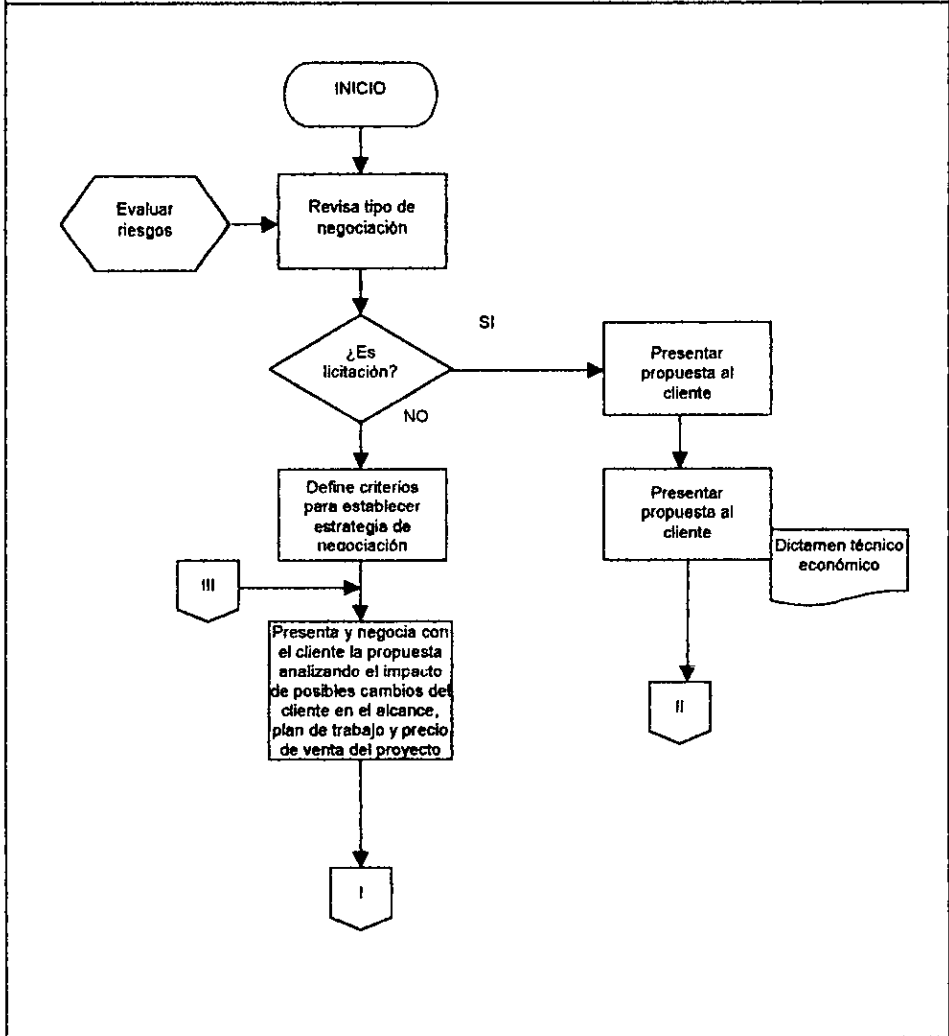 INICIO
Evaluar
riesgos
Revisa tipo de
negociación
¿Es
licitación?
SI
NO
Presentar
propuesta al
cliente
Define criterios
para establecer
estrategia de
negociación
Presentar
propuesta al
cliente
Dictamen técnico
económico
III
Presenta y negocia con
el cliente la propuesta
analizando el impacto
de posibles cambios del
cliente en el alcance,
plan de trabajo y precio
de venta del proyecto
II
I